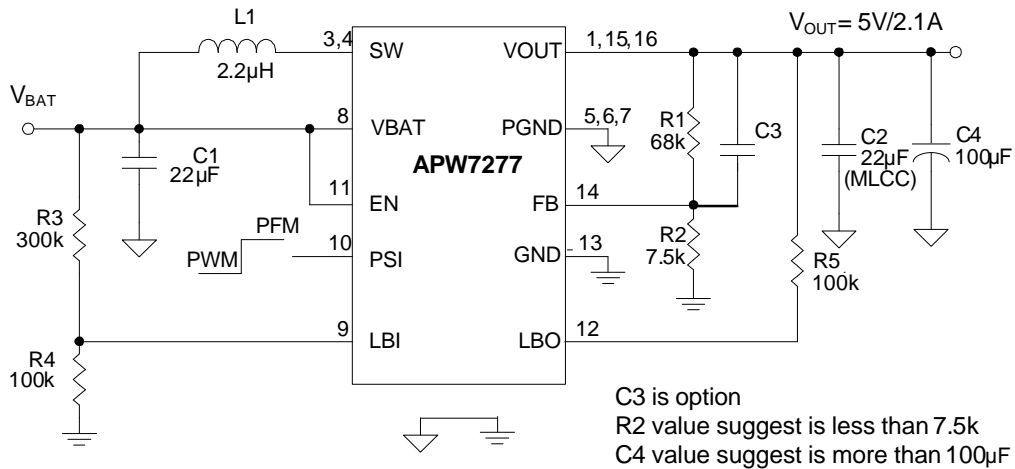 L1
2.2µH
V_BAT
C1
22µF
R3
300k
R4
100k
PWM
PFM
3,4
8
11
10
9
SW
VBAT
EN
PSI
LBI
APW7277
VOUT
PGND
FB
GND
LBO
1,15,16
5,6,7
14
13
12
V_OUT= 5V/2.1A
R1
68k
C3
R2
7.5k
C2
22µF
(MLCC)
C4
100µF
R5
100k
C3 is option
R2 value suggest is less than 7.5k
C4 value suggest is more than 100µF